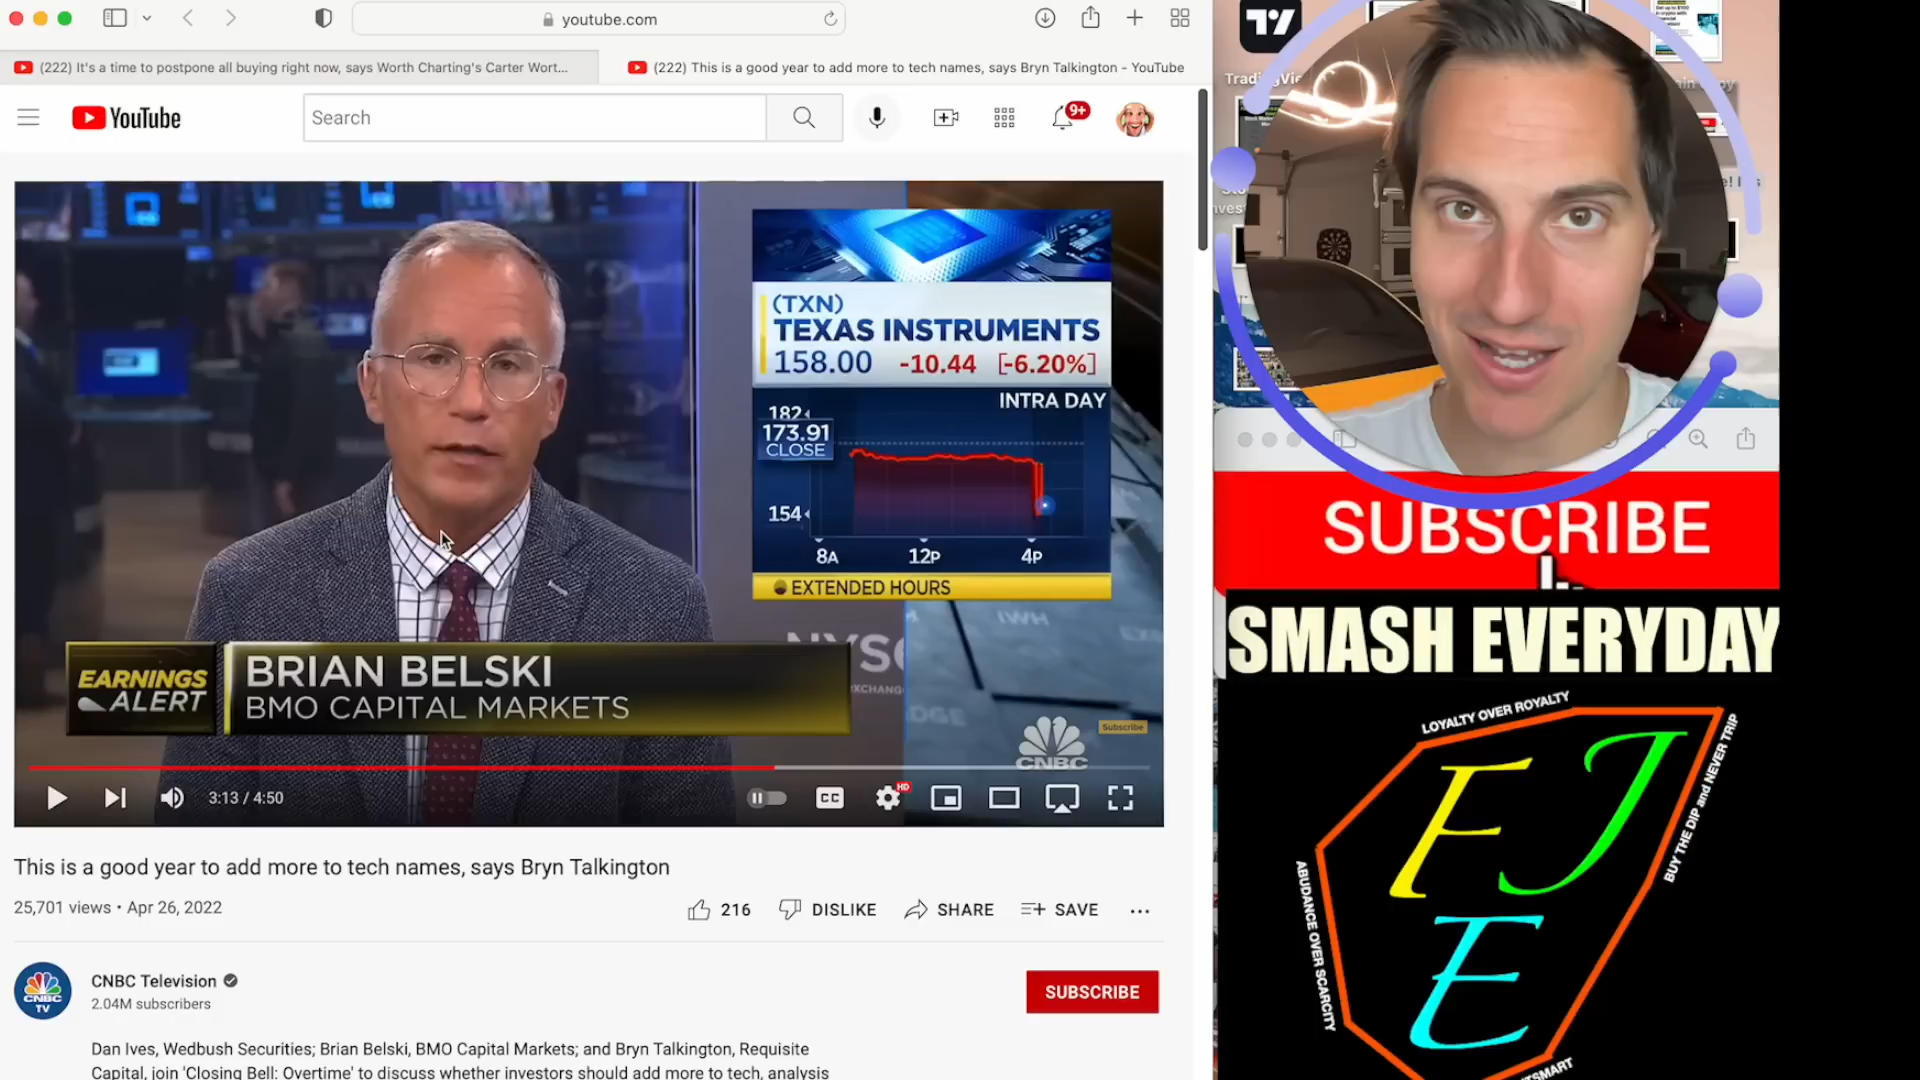 youtube.com
(222) It's a time to postpone all buying right now, says Worth Charting's Carter Wort...
(222) This is a good year to add more to tech names, says Bryn Talkington – YouTube
YouTube
Search
9+
(TXN)
TEXAS INSTRUMENTS
158.00 -10.44 [-6.20%]
INTRA DAY
182
173.91
CLOSE
154
8A 12P 4P
EXTENDED HOURS
EARNINGS
ALERT
BRIAN BELSKI
BMO CAPITAL MARKETS
Subscribe
CNBC
3:13 / 4:50
CC
HD
This is a good year to add more to tech names, says Bryn Talkington
25,701 views • Apr 26, 2022
216 DISLIKE SHARE SAVE
CNBC
TV
CNBC Television
2.04M subscribers
SUBSCRIBE
Dan Ives, Wedbush Securities; Brian Belski, BMO Capital Markets; and Bryn Talkington, Requisite
Capital, join 'Closing Bell: Overtime' to discuss whether investors should add more to tech, analysis
SUBSCRIBE
SMASH EVERYDAY
LOYALTY OVER ROYALTY
BUY THE DIP and NEVER TRIP
ABUDANCE OVER SCARCITY
F J
E